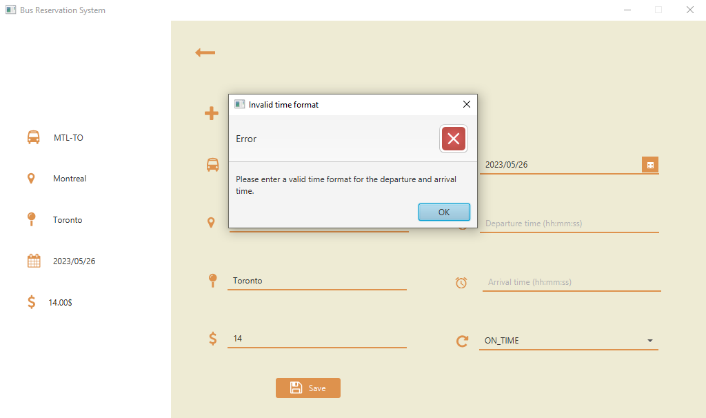 Bus Reservation System
Invalid time format
Error
Please enter a valid time format for the departure and arrival
time.
OK
MTL-TO
Montreal
Toronto
2023/05/26
14.00$
2023/05/26
Departure time (hh:mm:ss)
Toronto
Arrival time (hh:mm:ss)
14
ON_TIME
Save